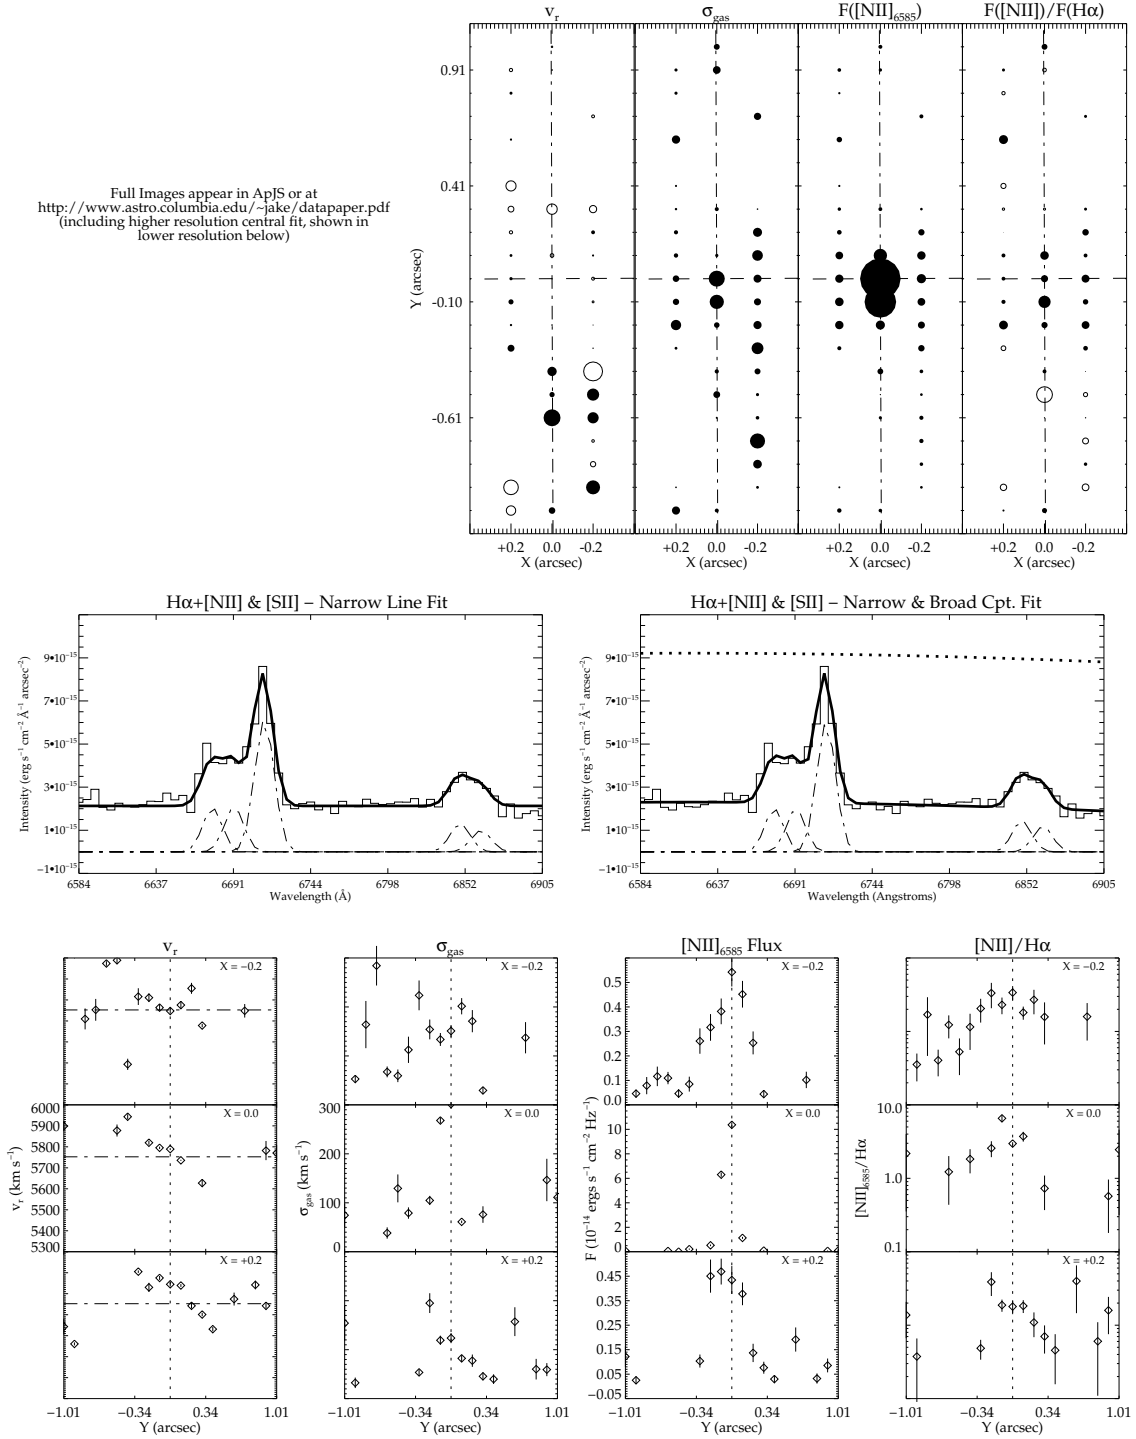 v_r σ_gas F([NII]_6585) F([NII])/F(Hα)
Full Images appear in ApJS or at
http://www.astro.columbia.edu/~jake/datapaper.pdf
(including higher resolution central fit, shown in
lower resolution below)
Y (arcsec)
0.91
0.41
-0.10
-0.61
+0.2 0.0 -0.2 +0.2 0.0 -0.2 +0.2 0.0 -0.2 +0.2 0.0 -0.2
X (arcsec) X (arcsec) X (arcsec) X (arcsec)
Hα+[NII] & [SII] − Narrow Line Fit
Intensity (erg s⁻¹ cm⁻² Å⁻¹ arcsec⁻²)
9•10⁻¹⁵
7•10⁻¹⁵
5•10⁻¹⁵
3•10⁻¹⁵
1•10⁻¹⁵
−1•10⁻¹⁵
6584 6637 6691 6744 6798 6852 6905
Wavelength (Å)
Hα+[NII] & [SII] − Narrow & Broad Cpt. Fit
Intensity (erg s⁻¹ cm⁻² Å⁻¹ arcsec⁻²)
9•10⁻¹⁵
7•10⁻¹⁵
5•10⁻¹⁵
3•10⁻¹⁵
1•10⁻¹⁵
−1•10⁻¹⁵
6584 6637 6691 6744 6798 6852 6905
Wavelength (Angstroms)
v_r
X = −0.2
X = 0.0
X = +0.2
v_r (km s⁻¹)
6000
5900
5800
5700
5600
5500
5400
5300
−1.01 −0.34 0.34 1.01
Y (arcsec)
σ_gas
X = −0.2
X = 0.0
X = +0.2
σ_gas (km s⁻¹)
300
200
100
0
−1.01 −0.34 0.34 1.01
Y (arcsec)
[NII]_6585 Flux
X = −0.2
X = 0.0
X = +0.2
F (10⁻¹⁴ ergs s⁻¹ cm⁻² Hz⁻¹)
0.5
0.4
0.3
0.2
0.1
0.0
10
8
6
4
2
0
0.45
0.35
0.25
0.15
0.05
−0.05
−1.01 −0.34 0.34 1.01
Y (arcsec)
[NII]/Hα
X = −0.2
X = 0.0
X = +0.2
[NII]_6585/Hα
10.0
1.0
0.1
−1.01 −0.34 0.34 1.01
Y (arcsec)